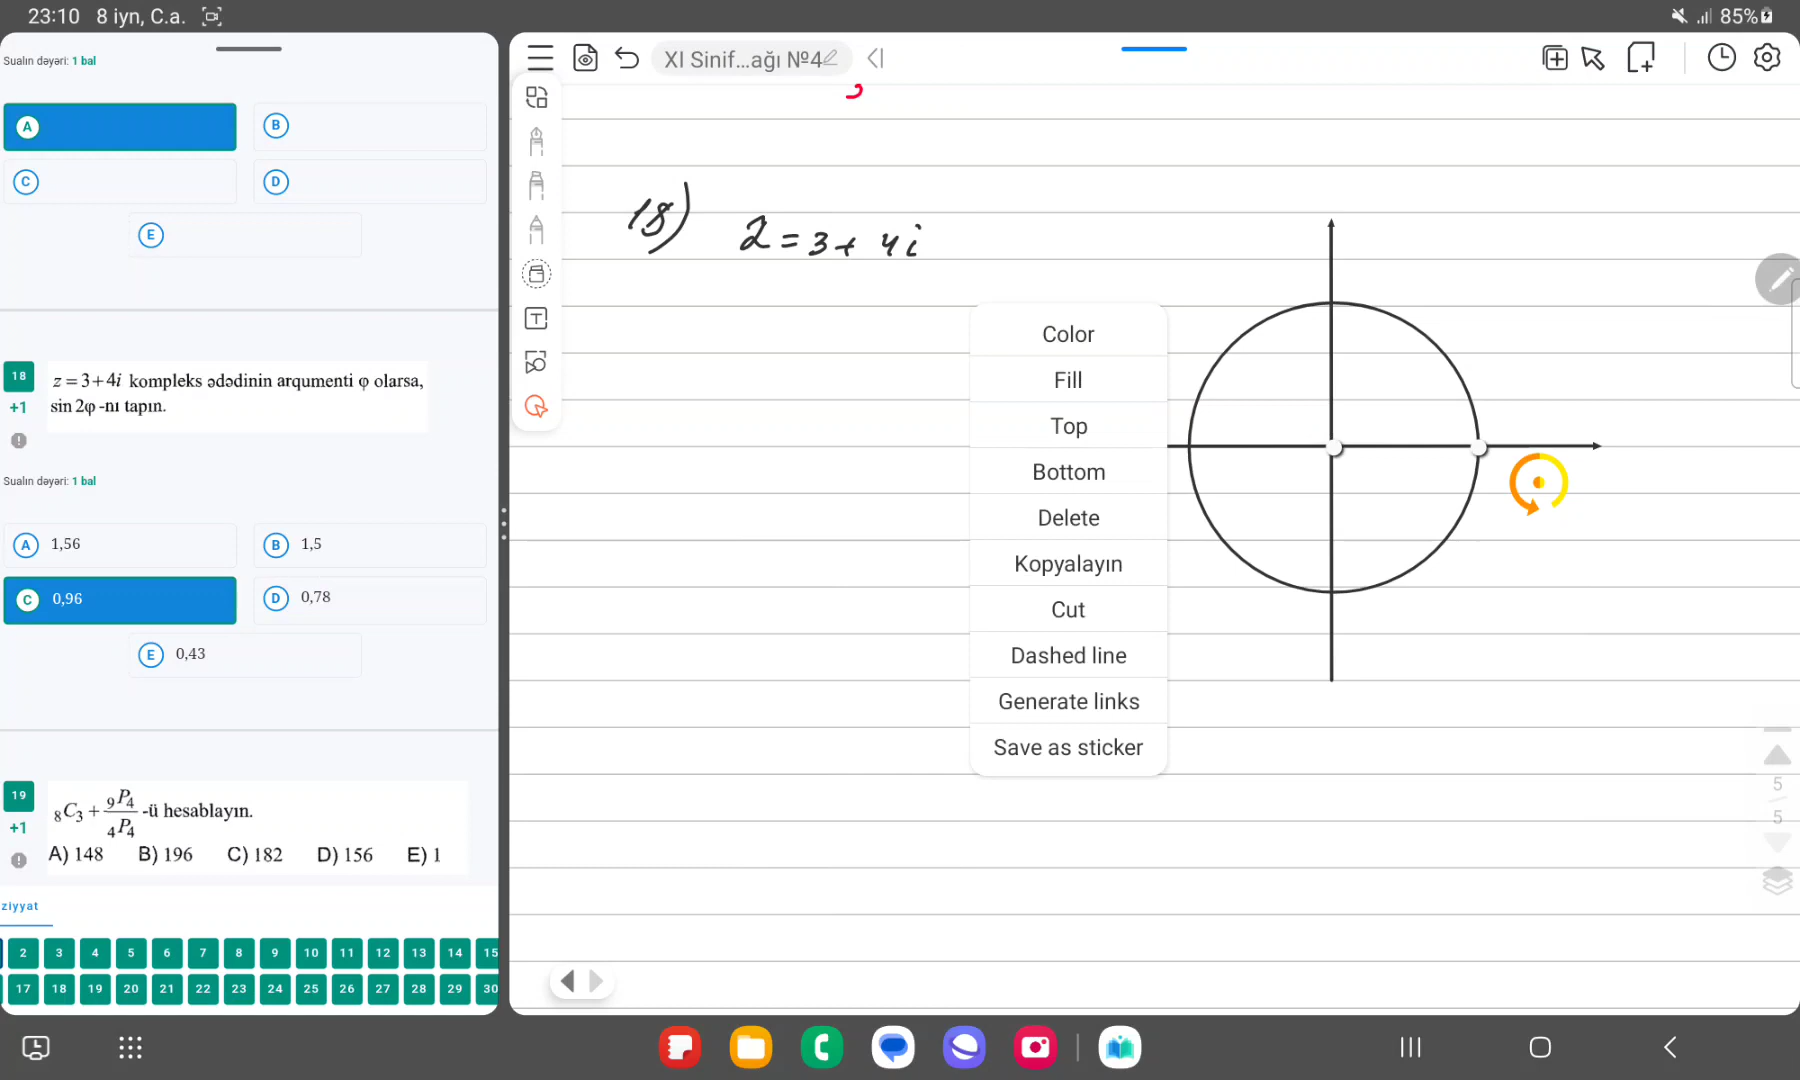 23:10 8 iyn, C.a. 85%
Sualın dəyəri: 1 bal
A
B
C
D
E
18
+1
z = 3+4i kompleks ədədinin arqumenti φ olarsa,
sin 2φ -nı tapın.
Sualın dəyəri: 1 bal
A 1,56
B 1,5
C 0,96
D 0,78
E 0,43
19
+1
₈C₃ + ₉P₄/₄P₄ -ü hesablayın.
A) 148 B) 196 C) 182 D) 156 E) 1
ziyyat
2 3 4 5 6 7 8 9 10 11 12 13 14 15
17 18 19 20 21 22 23 24 25 26 27 28 29 30
XI Sinif...ağı №4
18) z = 3 + 4i
Color
Fill
Top
Bottom
Delete
Kopyalayın
Cut
Dashed line
Generate links
Save as sticker
5
5